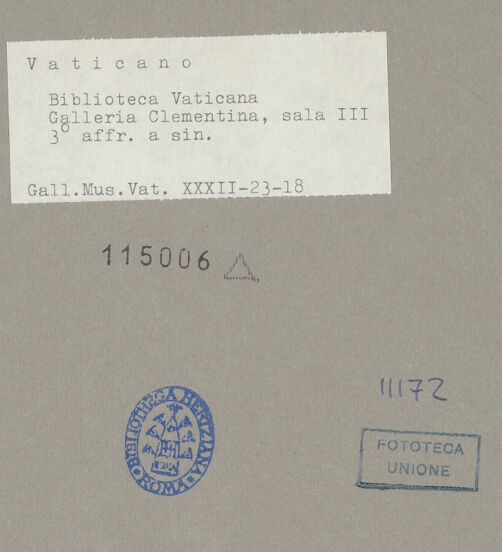 Vaticano
Biblioteca Vaticana
Galleria Clementina, sala III
3º affr. a sin.
Gall.Mus.Vat. XXXII-23-18
115006
11172
BIBLIOTHECA HERTZIANA
ROMA
FOTOTECA
UNIONE